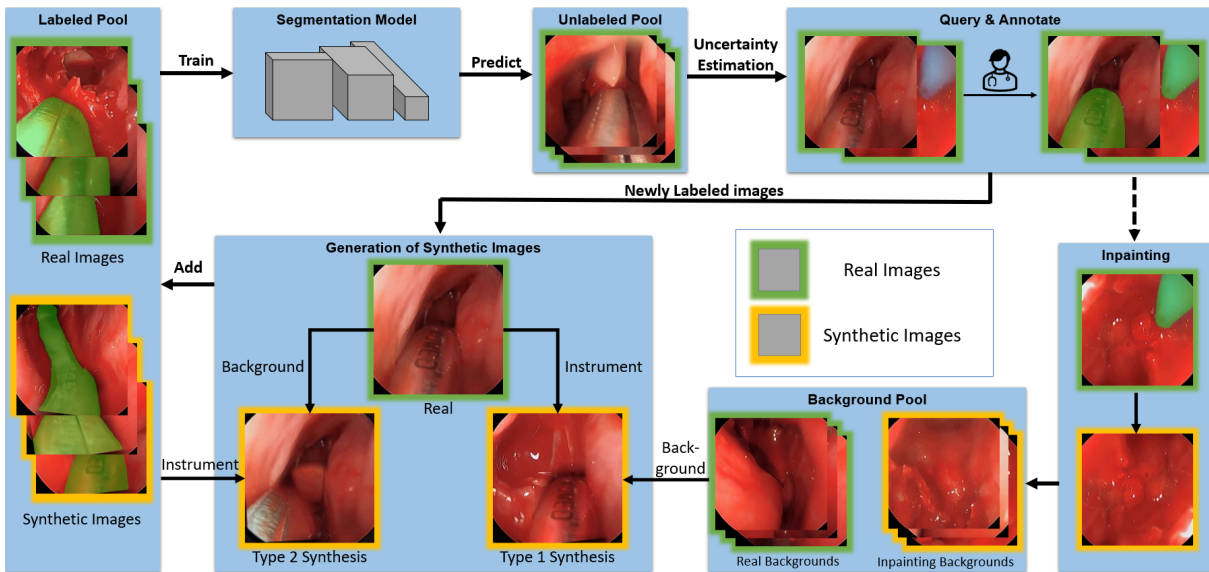 Labeled Pool
Segmentation Model
Unlabeled Pool
Query & Annotate
Train
Predict
Uncertainty
Estimation
Real Images
Newly Labeled images
Generation of Synthetic Images
Inpainting
Add
Real Images
Synthetic Images
Background
Instrument
Real
Background Pool
Instrument
Back-
ground
Synthetic Images
Type 2 Synthesis
Type 1 Synthesis
Real Backgrounds
Inpainting Backgrounds